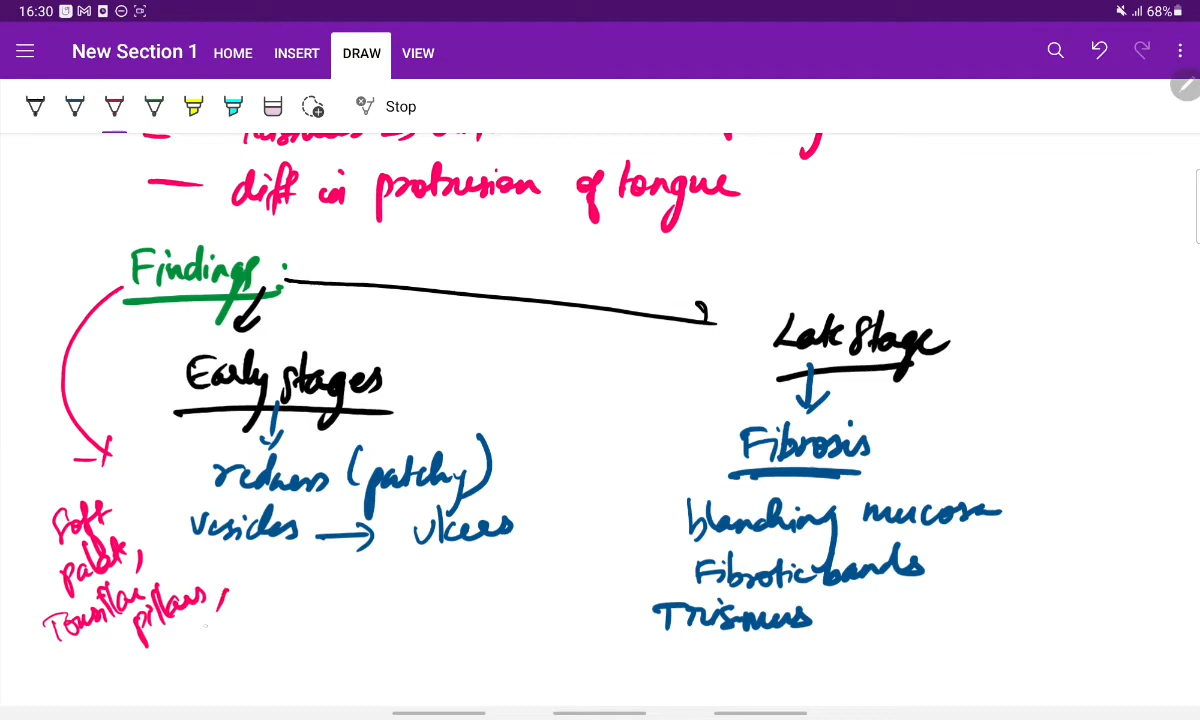 16:30 68%
New Section 1 HOME INSERT DRAW VIEW
Stop
— diff in protrusion of tongue
Findings :
Early stages
redness (patchy)
vesicles → ulcers
Late Stage
Fibrosis
blanching mucosa
Fibrotic bands
Trismus
Soft
palate,
Tonsillar
pillars,